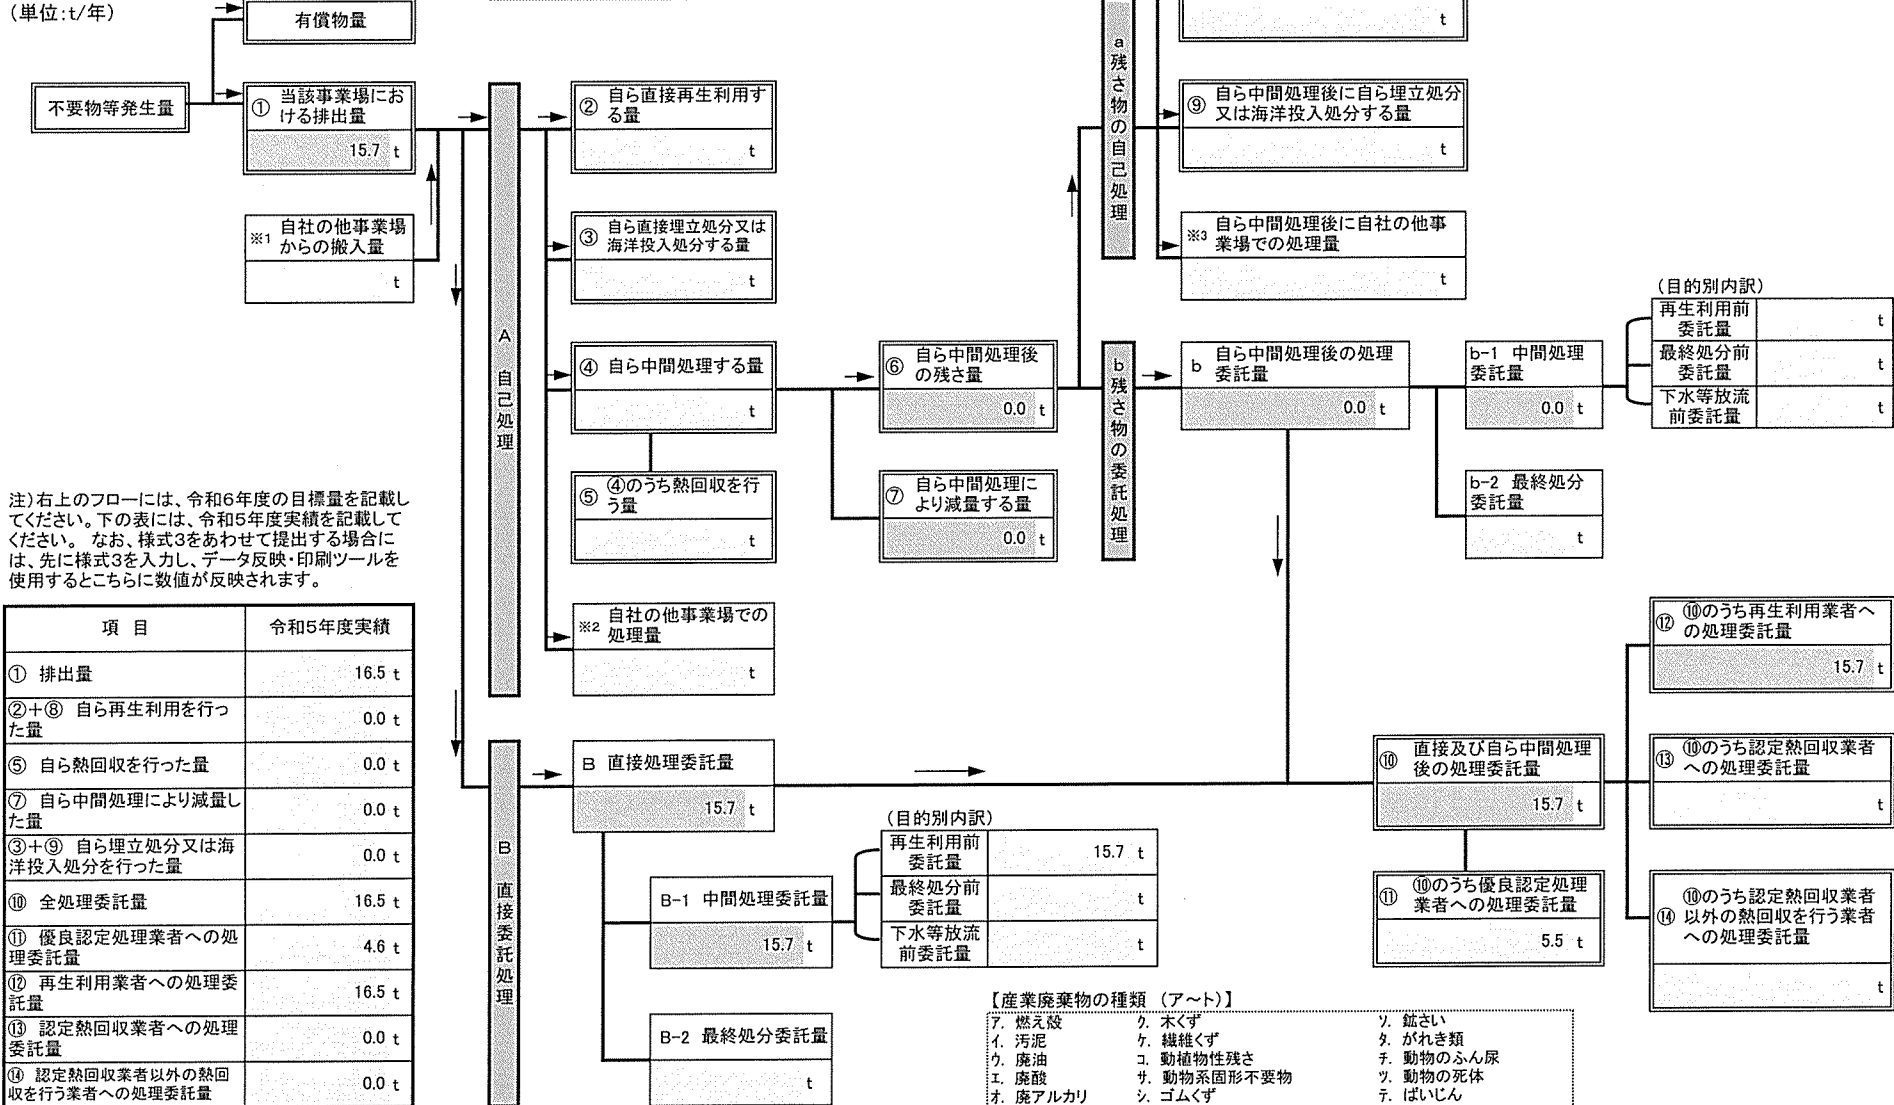 (単位:t/年)
有償物量
不要物等発生量
① 当該事業場にお
ける排出量
15.7 t
※1 自社の他事業場
からの搬入量
t
A 自己処理
② 自ら直接再生利用す
る量
t
③ 自ら直接埋立処分又は
海洋投入処分する量
t
④ 自ら中間処理する量
t
⑤ ④のうち熱回収を行
う量
t
※2 自社の他事業場での
処理量
t
⑥ 自ら中間処理後
の残さ量
0.0 t
⑦ 自ら中間処理に
より減量する量
0.0 t
a 残さ物の自己処理
t
⑨ 自ら中間処理後に自ら埋立処分
又は海洋投入処分する量
t
※3 自ら中間処理後に自社の他事
業場での処理量
t
b 残さ物の委託処理
b 自ら中間処理後の処理
委託量
0.0 t
b-1 中間処理
委託量
0.0 t
(目的別内訳)
再生利用前
委託量 t
最終処分前
委託量 t
下水等放流
前委託量 t
b-2 最終処分
委託量
t
注)右上のフローには、令和6年度の目標量を記載し
てください。下の表には、令和5年度実績を記載して
ください。 なお、様式3をあわせて提出する場合に
は、先に様式3を入力し、データ反映・印刷ツールを
使用するとこちらに数値が反映されます。
項 目 令和5年度実績
① 排出量 16.5 t
②+⑧ 自ら再生利用を行っ
た量 0.0 t
⑤ 自ら熱回収を行った量 0.0 t
⑦ 自ら中間処理により減量し
た量 0.0 t
③+⑨ 自ら埋立処分又は海
洋投入処分を行った量 0.0 t
⑩ 全処理委託量 16.5 t
⑪ 優良認定処理業者への処
理委託量 4.6 t
⑫ 再生利用業者への処理委
託量 16.5 t
⑬ 認定熱回収業者への処理
委託量 0.0 t
⑭ 認定熱回収業者以外の熱回
収を行う業者への処理委託量 0.0 t
B 直接委託処理
B 直接処理委託量
15.7 t
B-1 中間処理委託量
15.7 t
(目的別内訳)
再生利用前
委託量 15.7 t
最終処分前
委託量 t
下水等放流
前委託量 t
B-2 最終処分委託量
t
⑩ 直接及び自ら中間処理
後の処理委託量
15.7 t
⑪ ⑩のうち優良認定処理
業者への処理委託量
5.5 t
⑫ ⑩のうち再生利用業者へ
の処理委託量
15.7 t
⑬ ⑩のうち認定熱回収業者
への処理委託量
t
⑭ ⑩のうち認定熱回収業者
以外の熱回収を行う業者
への処理委託量
t
【産業廃棄物の種類 (ア~ト)】
ア. 燃え殻 ク. 木くず ソ. 鉱さい
イ. 汚泥 ケ. 繊維くず タ. がれき類
ウ. 廃油 コ. 動植物性残さ チ. 動物のふん尿
エ. 廃酸 サ. 動物系固形不要物 ツ. 動物の死体
オ. 廃アルカリ シ. ゴムくず テ. ばいじん